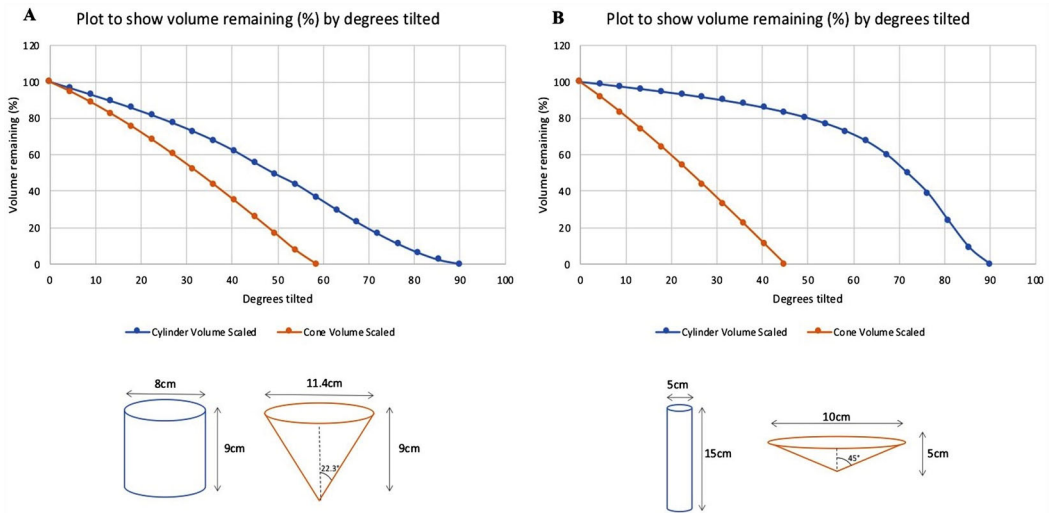 A
Plot to show volume remaining (%) by degrees tilted
Volume remaining (%)
120
100
80
60
40
20
0
0 10 20 30 40 50 60 70 80 90 100
Degrees tilted
Cylinder Volume Scaled Cone Volume Scaled
8cm
9cm
11.4cm
22.3°
9cm
B
Plot to show volume remaining (%) by degrees tilted
Volume remaining (%)
120
100
80
60
40
20
0
0 10 20 30 40 50 60 70 80 90 100
Degrees tilted
Cylinder Volume Scaled Cone Volume Scaled
5cm
15cm
10cm
45°
5cm